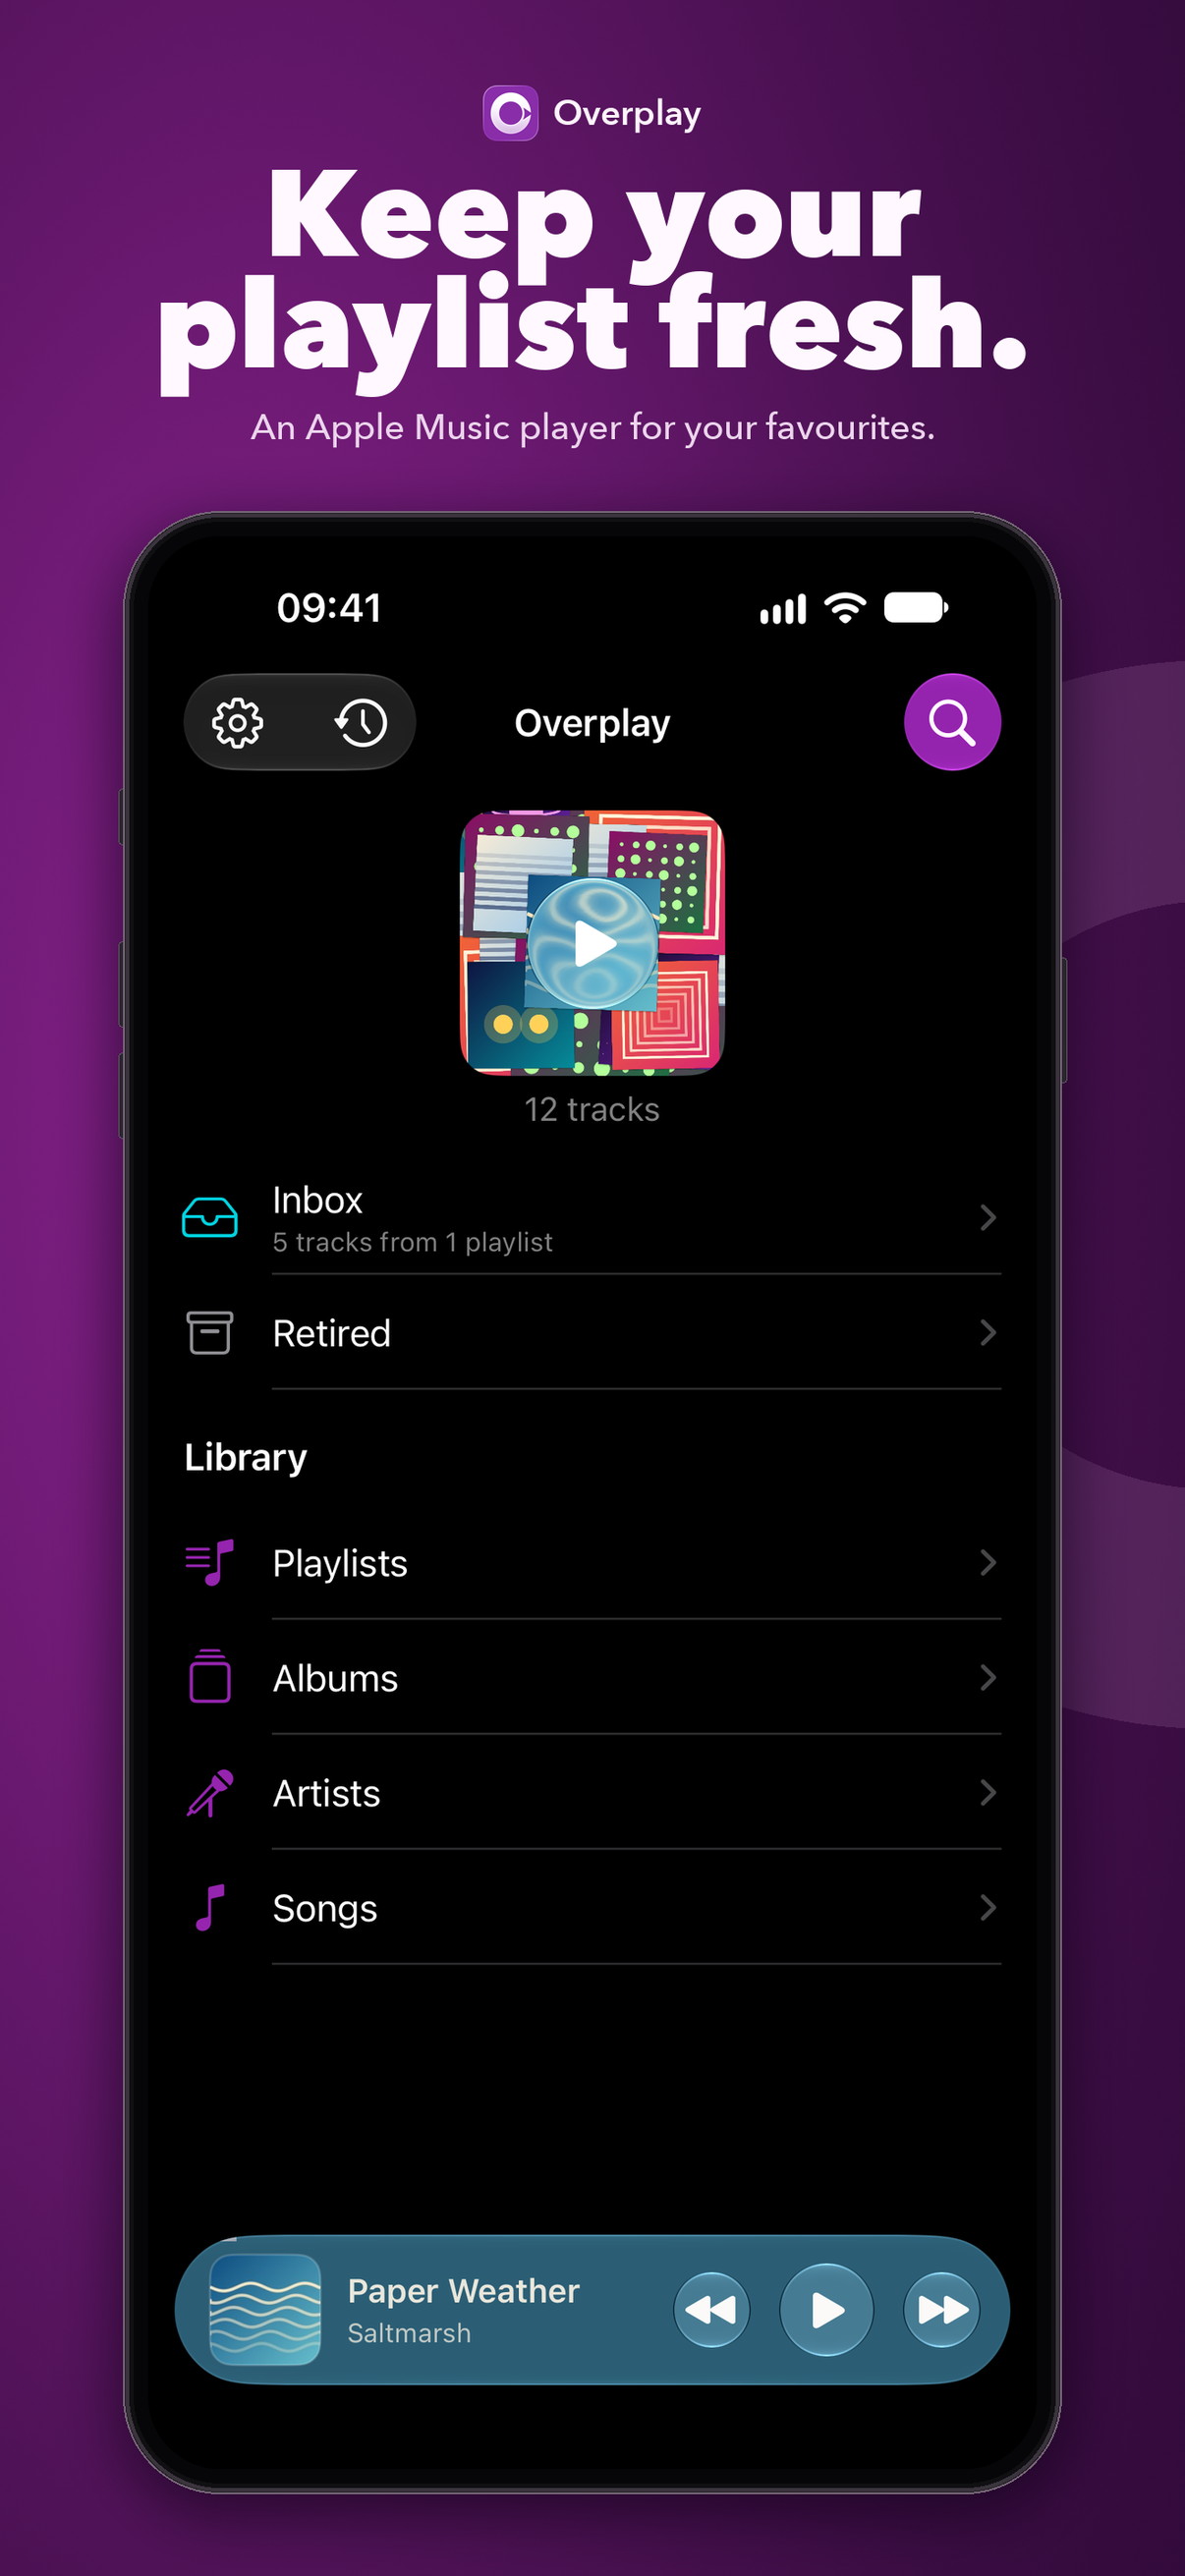 Overplay
Keep your
playlist fresh.
An Apple Music player for your favourites.
09:41
Overplay
12 tracks
Inbox
5 tracks from 1 playlist
Retired
Library
Playlists
Albums
Artists
Songs
Paper Weather
Saltmarsh